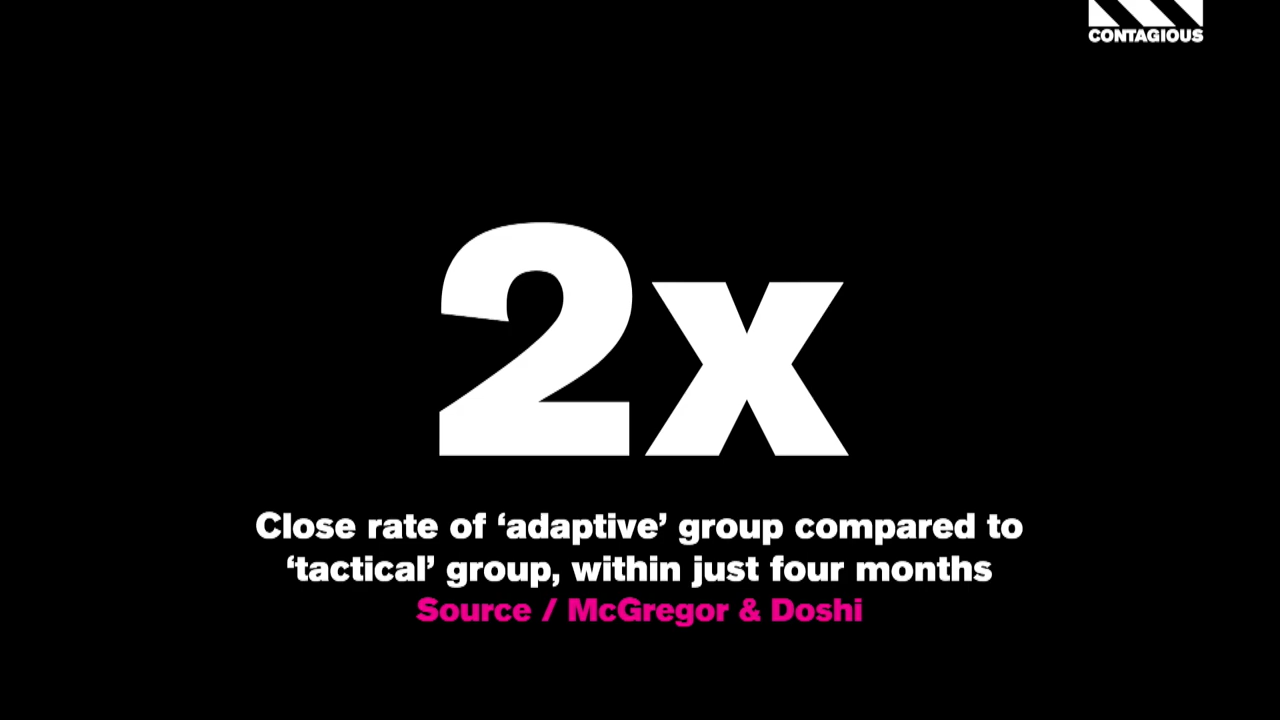 CONTAGIOUS
2x
Close rate of ‘adaptive’ group compared to
‘tactical’ group, within just four months
Source / McGregor & Doshi